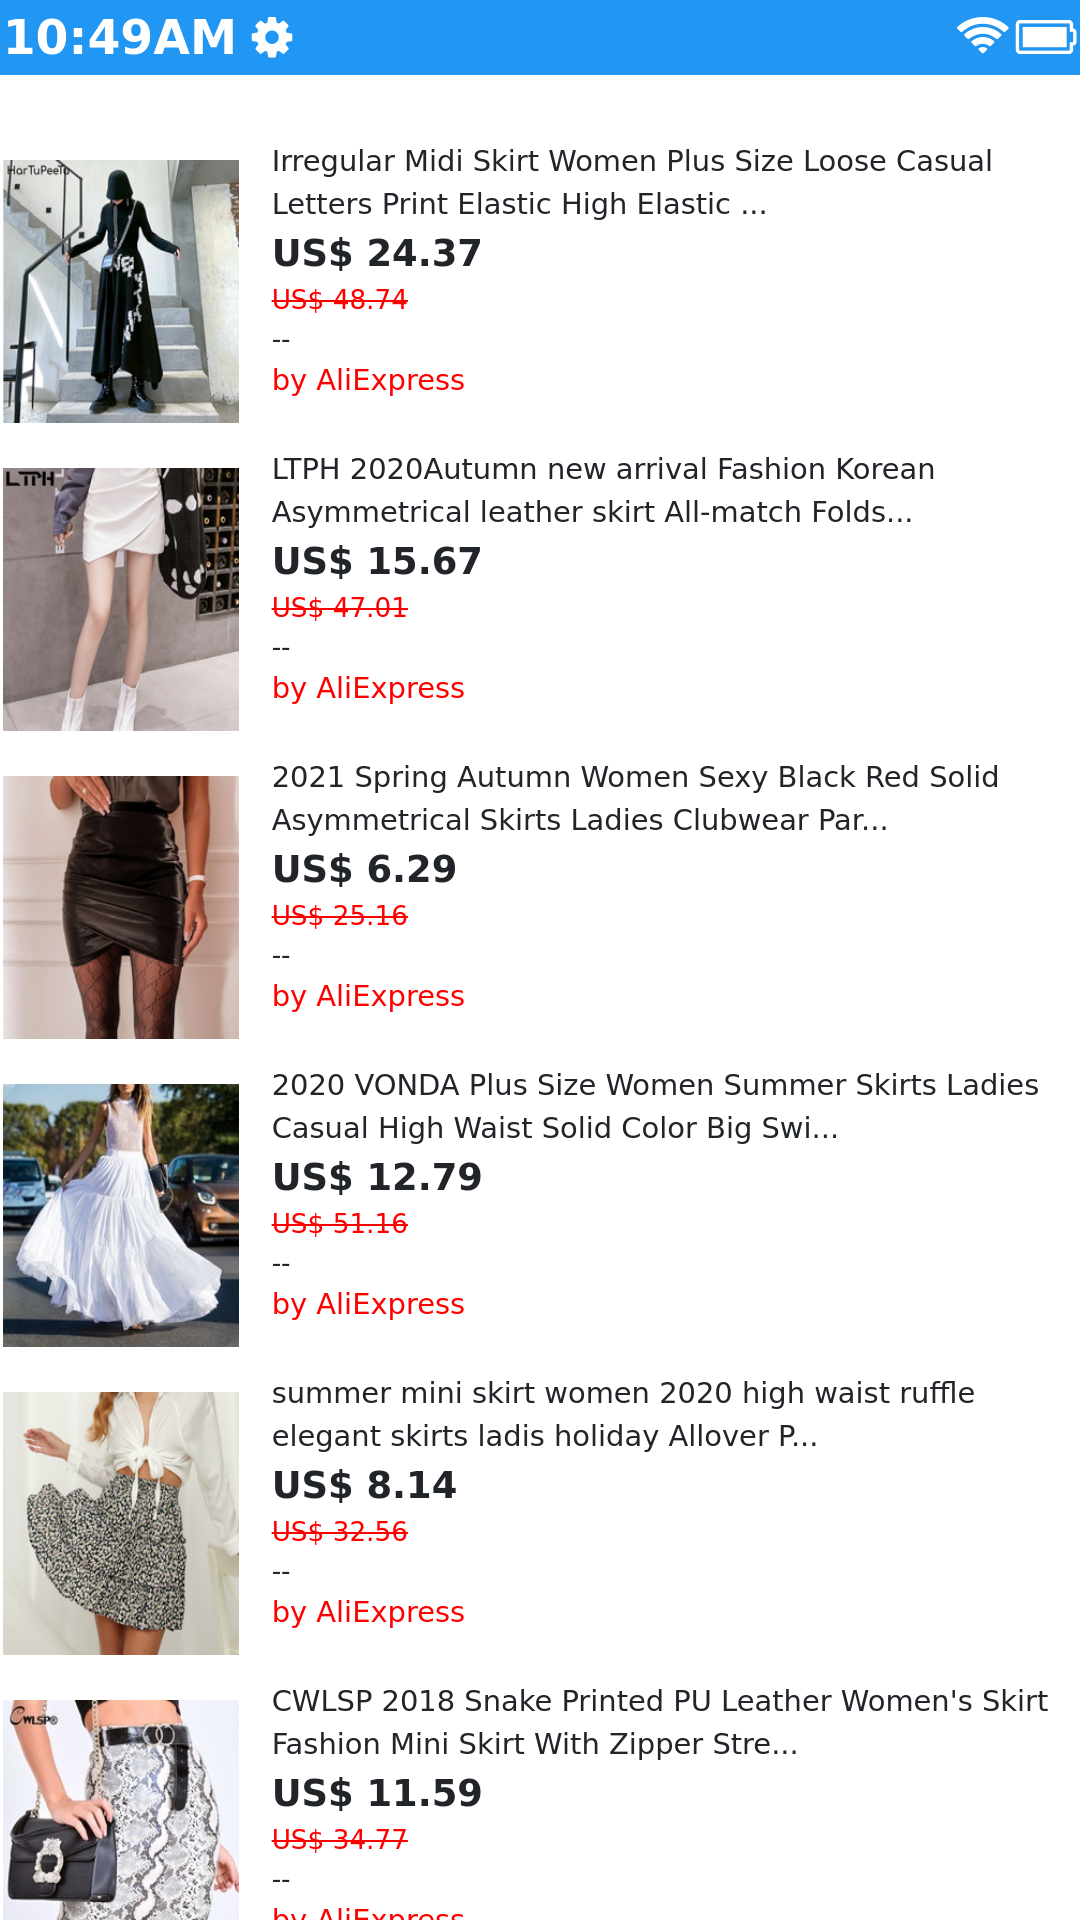 10:49AM
HarTuPeeTu
Irregular Midi Skirt Women Plus Size Loose Casual
Letters Print Elastic High Elastic ...
US$ 24.37
US$ 48.74
--
by AliExpress
LTPH
LTPH 2020Autumn new arrival Fashion Korean
Asymmetrical leather skirt All-match Folds...
US$ 15.67
US$ 47.01
--
by AliExpress
2021 Spring Autumn Women Sexy Black Red Solid
Asymmetrical Skirts Ladies Clubwear Par...
US$ 6.29
US$ 25.16
--
by AliExpress
2020 VONDA Plus Size Women Summer Skirts Ladies
Casual High Waist Solid Color Big Swi...
US$ 12.79
US$ 51.16
--
by AliExpress
summer mini skirt women 2020 high waist ruffle
elegant skirts ladis holiday Allover P...
US$ 8.14
US$ 32.56
--
by AliExpress
CWLSP®
CWLSP 2018 Snake Printed PU Leather Women's Skirt
Fashion Mini Skirt With Zipper Stre...
US$ 11.59
US$ 34.77
--
by AliExpress